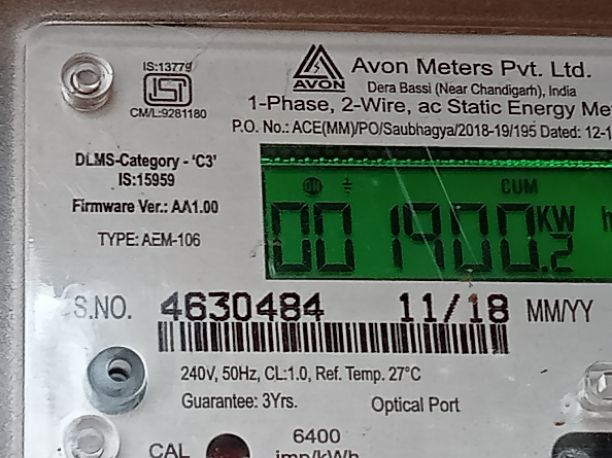 IS:13779
ISI
CM/L:9281180
AVON
Avon Meters Pvt. Ltd.
Dera Bassi (Near Chandigarh), India
1-Phase, 2-Wire, ac Static Energy Me
P.O. No.: ACE(MM)/PO/Saubhagya/2018-19/195 Dated: 12-1
DLMS-Category - 'C3'
IS:15959
Firmware Ver.: AA1.00
TYPE: AEM-106
ON CUM
001900.2 KW h
S.NO. 4630484 11/18 MM/YY
240V, 50Hz, CL:1.0, Ref. Temp. 27°C
Guarantee: 3Yrs. Optical Port
CAL 6400
imp/kWh